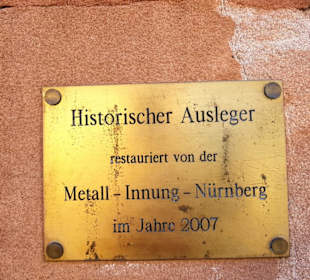 Historischer Ausleger
restauriert von der
Metall – Innung – Nürnberg
im Jahre 2007